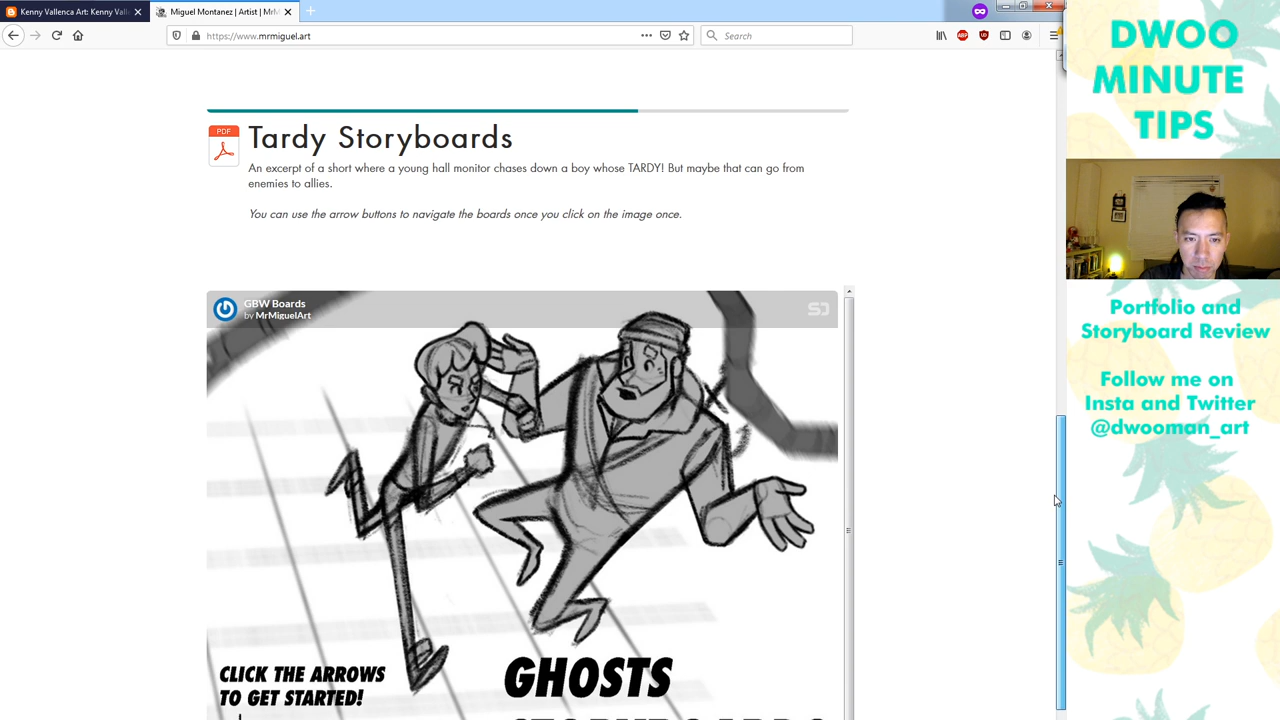 Kenny Vallenca Art: Kenny Valle
Miguel Montanez | Artist | MrM
https://www.mrmiguel.art
Search
DWOO
MINUTE
TIPS
PDF
Tardy Storyboards
An excerpt of a short where a young hall monitor chases down a boy whose TARDY! But maybe that can go from
enemies to allies.
You can use the arrow buttons to navigate the boards once you click on the image once.
GBW Boards
by MrMiguelArt
SJ
CLICK THE ARROWS
TO GET STARTED!
GHOSTS
Portfolio and
Storyboard Review
Follow me on
Insta and Twitter
@dwooman_art